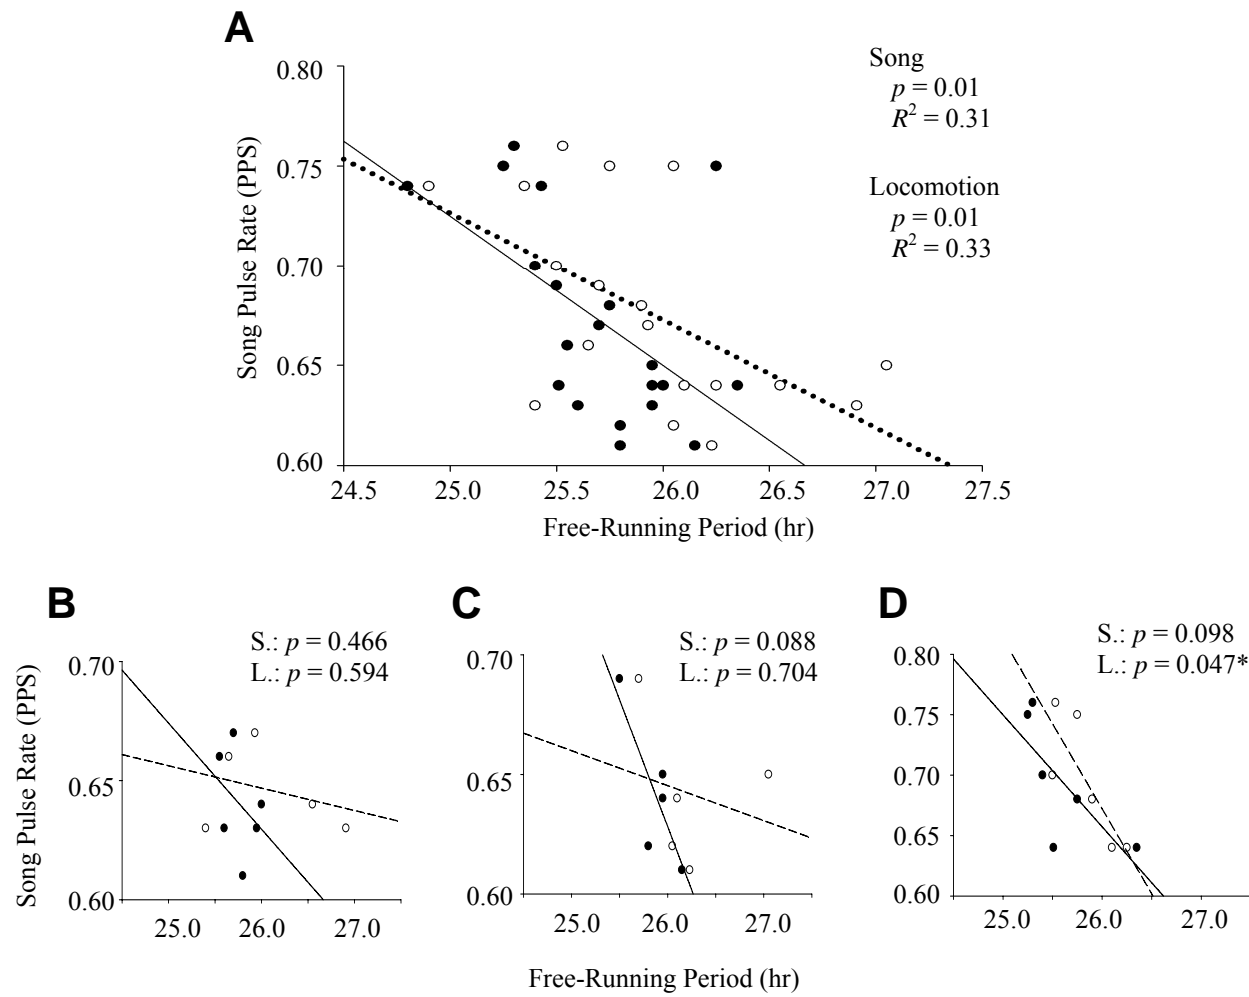 A
Song
p = 0.01
R² = 0.31
Locomotion
p = 0.01
R² = 0.33
Song Pulse Rate (PPS)
0.80
0.75
0.70
0.65
0.60
24.5 25.0 25.5 26.0 26.5 27.0 27.5
Free-Running Period (hr)
B
S.: p = 0.466
L.: p = 0.594
Song Pulse Rate (PPS)
0.70
0.65
0.60
25.0 26.0 27.0
C
S.: p = 0.088
L.: p = 0.704
0.70
0.65
0.60
25.0 26.0 27.0
D
S.: p = 0.098
L.: p = 0.047*
0.80
0.75
0.70
0.65
0.60
25.0 26.0 27.0
Free-Running Period (hr)